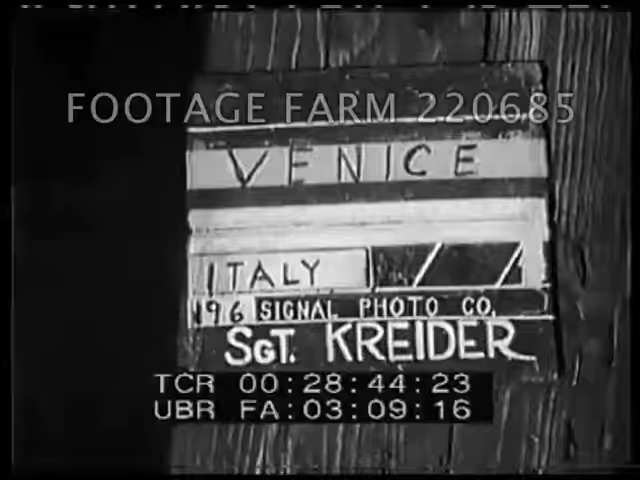 FOOTAGE FARM 220685
VENICE
ITALY / /
196 SIGNAL PHOTO CO.
SGT. KREIDER
TCR 00:28:44:23
UBR FA:03:09:16